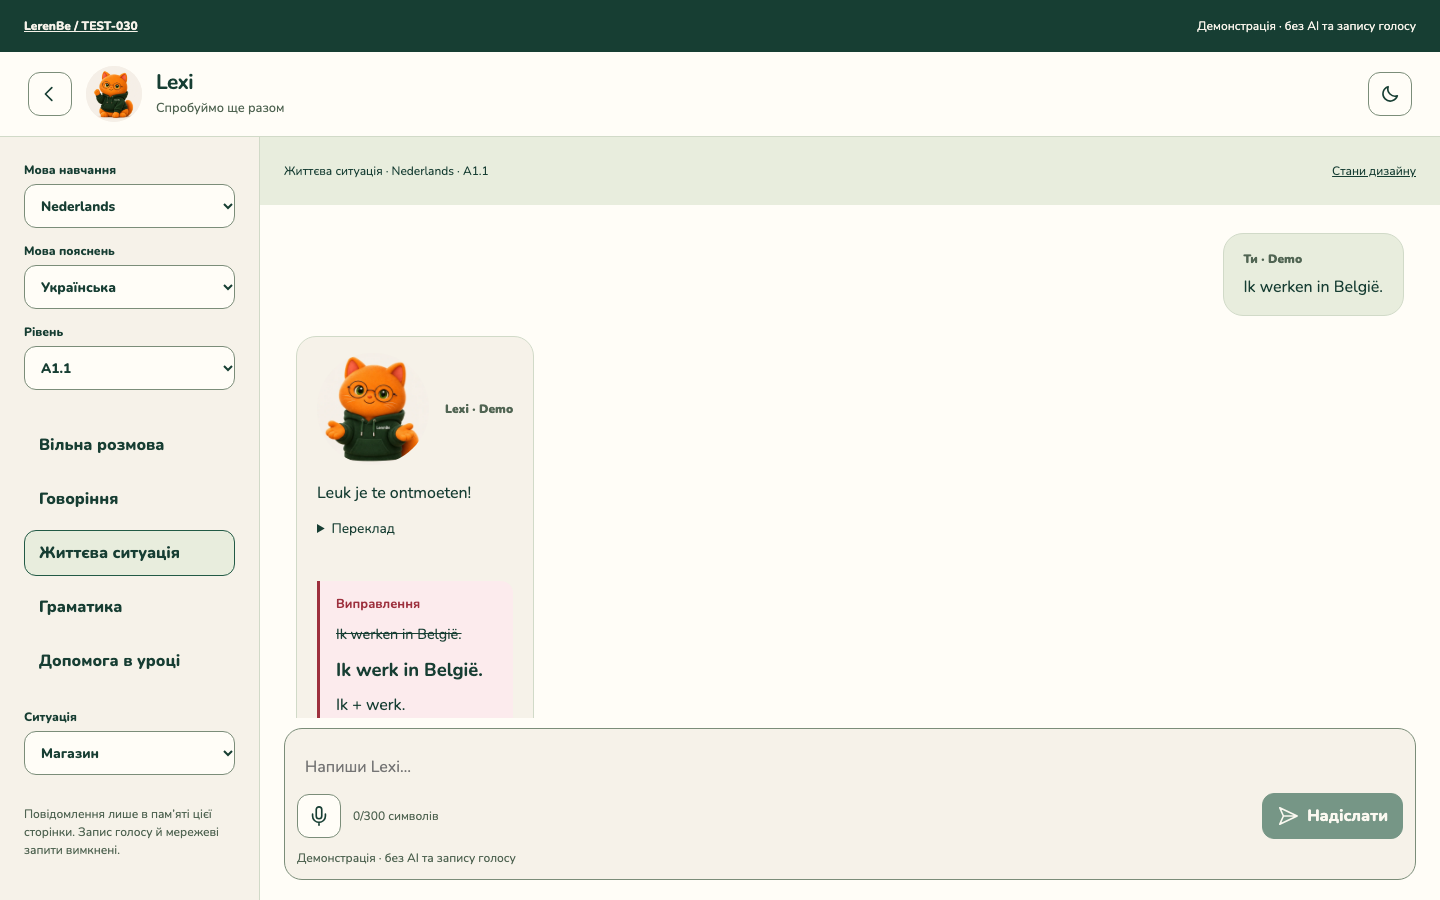 LerenBe / TEST-030
Демонстрація · без AI та запису голосу
Lexi
Спробуймо ще разом
Мова навчання
Nederlands
Мова пояснень
Українська
Рівень
A1.1
Вільна розмова
Говоріння
Життєва ситуація
Граматика
Допомога в уроці
Ситуація
Магазин
Повідомлення лише в пам'яті цієї
сторінки. Запис голосу й мережеві
запити вимкнені.
Життєва ситуація · Nederlands · A1.1
Стани дизайну
Ти · Demo
Ik werken in België.
Lexi · Demo
Leuk je te ontmoeten!
Переклад
Виправлення
Ik werken in België.
Ik werk in België.
Ik + werk.
Напиши Lexi...
0/300 символів
Надіслати
Демонстрація · без AI та запису голосу